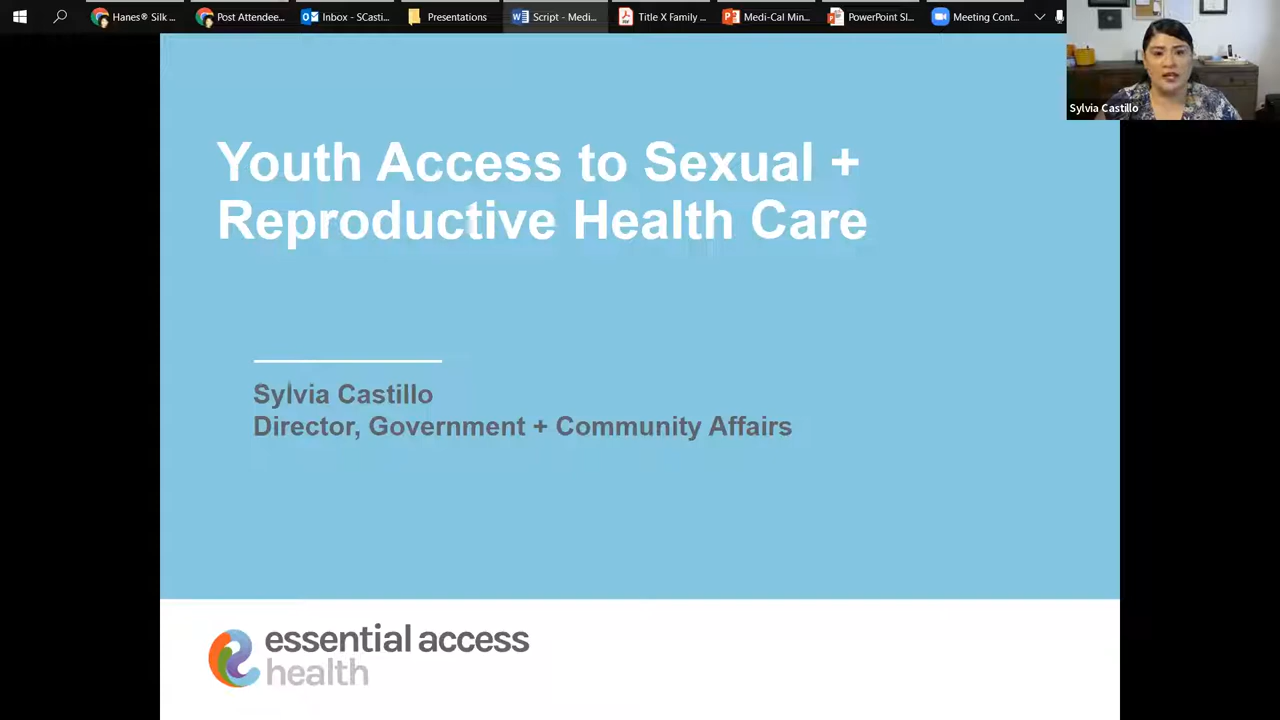 Hanes® Silk ...
Post Attendee...
Inbox - SCasti...
Presentations
Script - Medi...
Title X Family ...
Medi-Cal Min...
PowerPoint Sl...
Meeting Cont...
Sylvia Castillo
Youth Access to Sexual +
Reproductive Health Care
Sylvia Castillo
Director, Government + Community Affairs
essential access
health